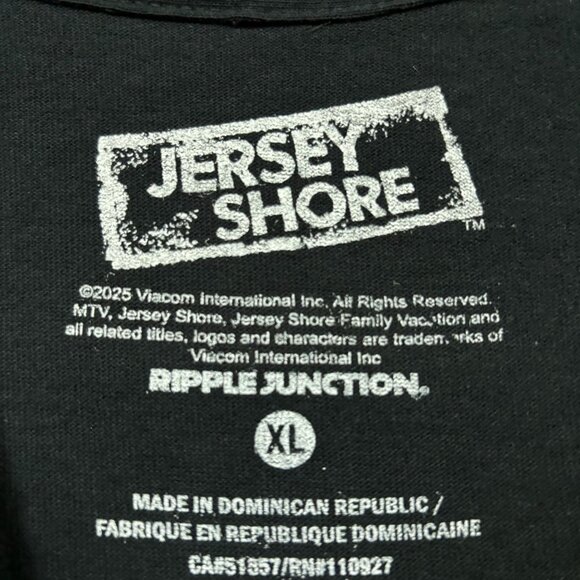 JERSEY
SHORE
TM
©2025 Viacom International Inc. All Rights Reserved.
MTV, Jersey Shore, Jersey Shore Family Vacation and
all related titles, logos and characters are trademarks of
Viacom International Inc
RIPPLE JUNCTION®
XL
MADE IN DOMINICAN REPUBLIC /
FABRIQUE EN REPUBLIQUE DOMINICAINE
CA#51857/RN#110927